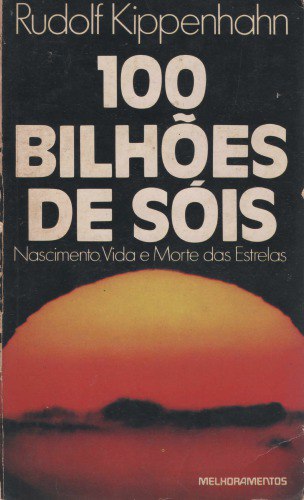 Rudolf Kippenhahn
100
BILHÕES
DE SÓIS
Nascimento, Vida e Morte das Estrelas
MELHORAMENTOS